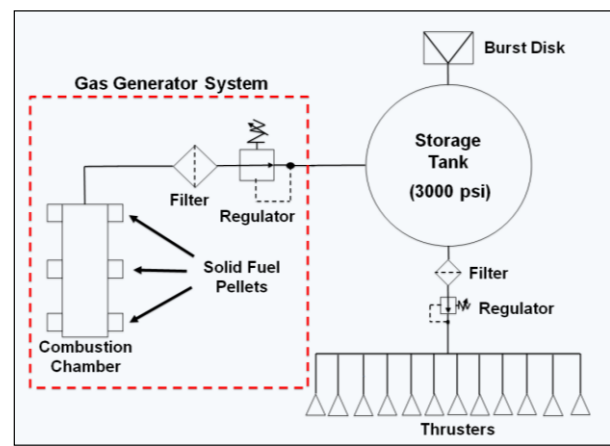 Burst Disk
Gas Generator System
Storage
Tank
(3000 psi)
Filter
Regulator
Solid Fuel
Pellets
Filter
Regulator
Combustion
Chamber
Thrusters